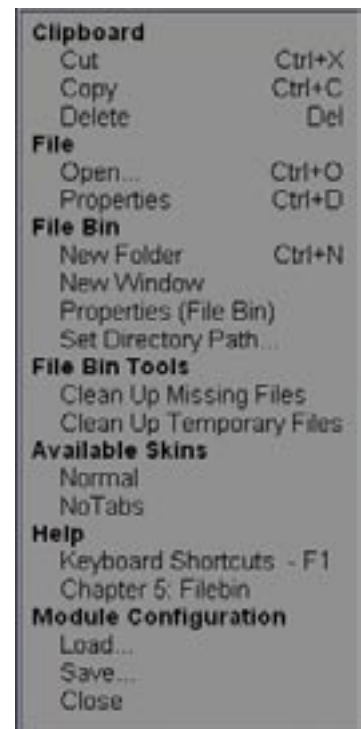 Clipboard
Cut Ctrl+X
Copy Ctrl+C
Delete Del
File
Open... Ctrl+O
Properties Ctrl+D
File Bin
New Folder Ctrl+N
New Window
Properties (File Bin)
Set Directory Path...
File Bin Tools
Clean Up Missing Files
Clean Up Temporary Files
Available Skins
Normal
NoTabs
Help
Keyboard Shortcuts - F1
Chapter 5: Filebin
Module Configuration
Load...
Save...
Close